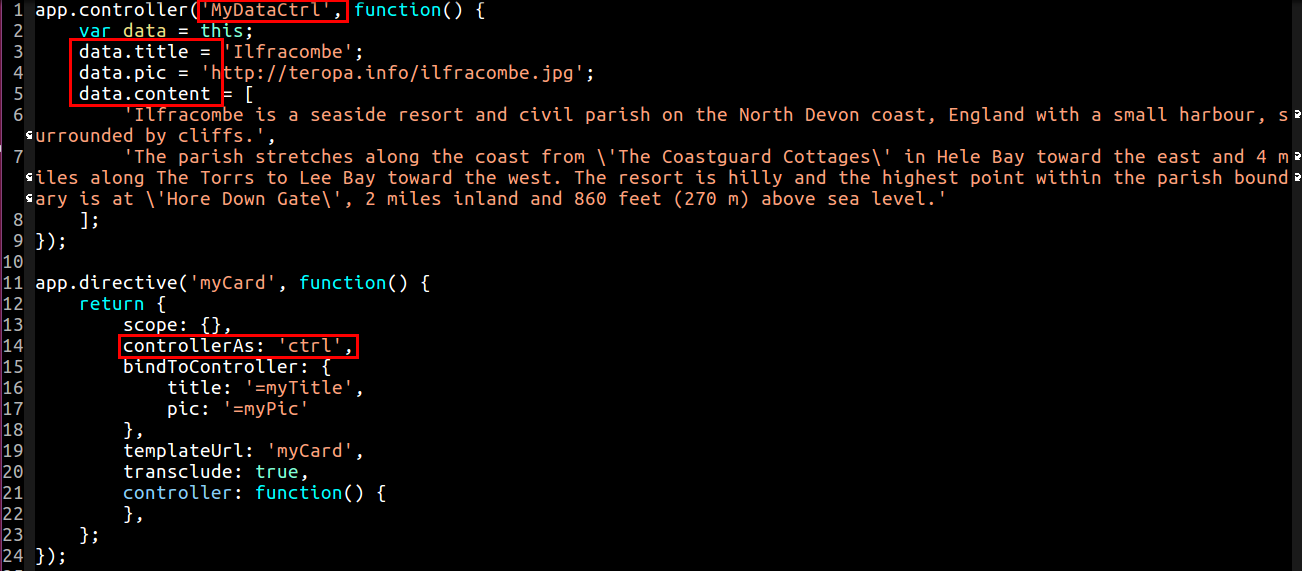 1 app.controller('MyDataCtrl', function() {
2     var data = this;
3     data.title = 'Ilfracombe';
4     data.pic = 'http://teropa.info/ilfracombe.jpg';
5     data.content = [
6         'Ilfracombe is a seaside resort and civil parish on the North Devon coast, England with a small harbour, s
urrounded by cliffs.',
7         'The parish stretches along the coast from \'The Coastguard Cottages\' in Hele Bay toward the east and 4 m
iles along The Torrs to Lee Bay toward the west. The resort is hilly and the highest point within the parish bound
ary is at \'Hore Down Gate\', 2 miles inland and 860 feet (270 m) above sea level.'
8     ];
9 });
10
11 app.directive('myCard', function() {
12     return {
13         scope: {},
14         controllerAs: 'ctrl',
15         bindToController: {
16             title: '=myTitle',
17             pic: '=myPic'
18         },
19         templateUrl: 'myCard',
20         transclude: true,
21         controller: function() {
22         },
23     };
24 });